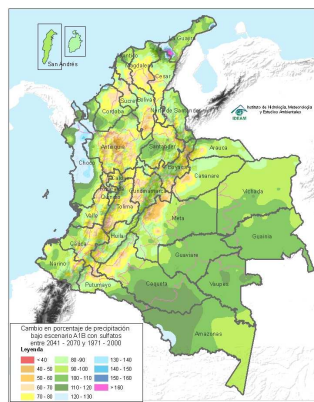 La Guajira
San Andrés
Magdalena
Cesar
Sucre
Bolívar
Córdoba
Norte de Santander
Instituto de Hidrología, Meteorología
y Estudios Ambientales
IDEAM
Antioquia
Santander
Arauca
Chocó
Boyacá
Casanare
Cundinamarca
Vichada
Tolima
Valle
Meta
Guainía
Huila
Cauca
Guaviare
Nariño
Vaupés
Putumayo
Caquetá
Amazonas
Cambio en porcentaje de precipitación
bajo escenario A1B con sulfatos
entre 2041 - 2070 y 1971 - 2000
Leyenda
< 40 80 - 90 130 - 140
40 - 50 90 - 100 140 - 150
50 - 60 100 - 110 150 - 180
60 - 70 110 - 120 > 180
70 - 80 120 - 130